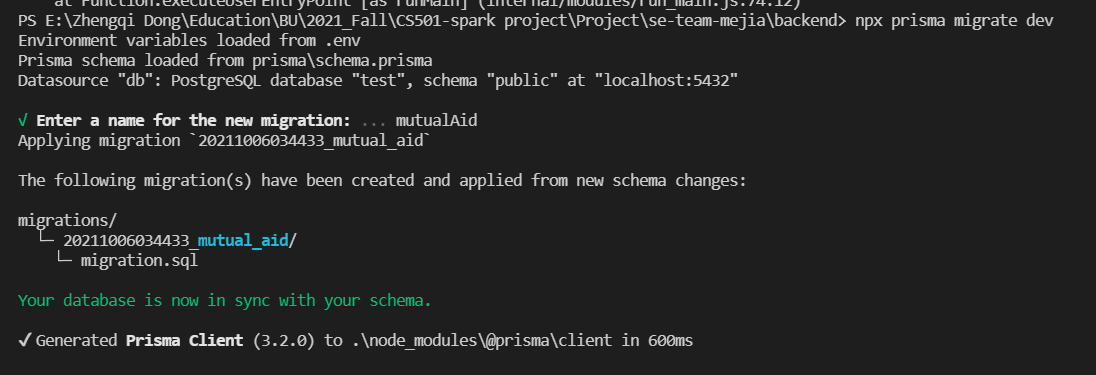 at Function.executeUserEntryPoint [as runMain] (internal/modules/run_main.js:74:12)
PS E:\Zhengqi Dong\Education\BU\2021_Fall\CS501-spark project\Project\se-team-mejia\backend> npx prisma migrate dev
Environment variables loaded from .env
Prisma schema loaded from prisma\schema.prisma
Datasource "db": PostgreSQL database "test", schema "public" at "localhost:5432"
√ Enter a name for the new migration: ... mutualAid
Applying migration `20211006034433_mutual_aid`
The following migration(s) have been created and applied from new schema changes:
migrations/
└─ 20211006034433_mutual_aid/
└─ migration.sql
Your database is now in sync with your schema.
✔ Generated Prisma Client (3.2.0) to .\node_modules\@prisma\client in 600ms